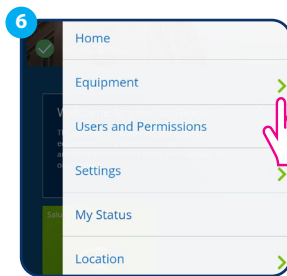 6
Home
Equipment
Users and Permissions
Settings
My Status
Location